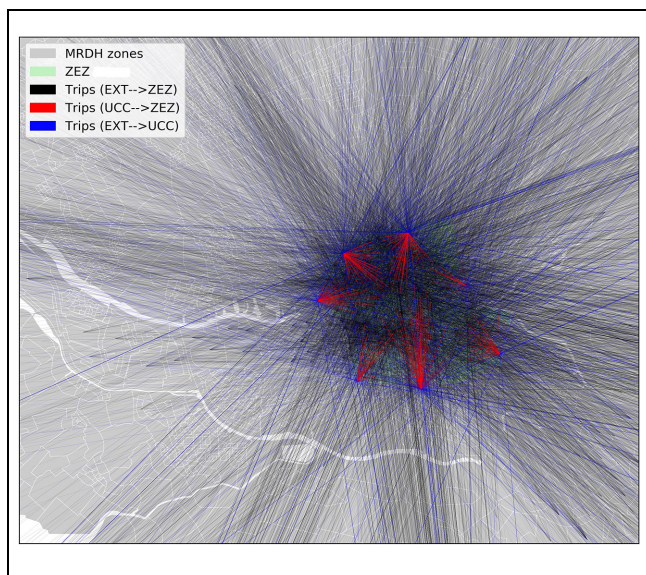 MRDH zones
ZEZ
Trips (EXT-->ZEZ)
Trips (UCC-->ZEZ)
Trips (EXT-->UCC)